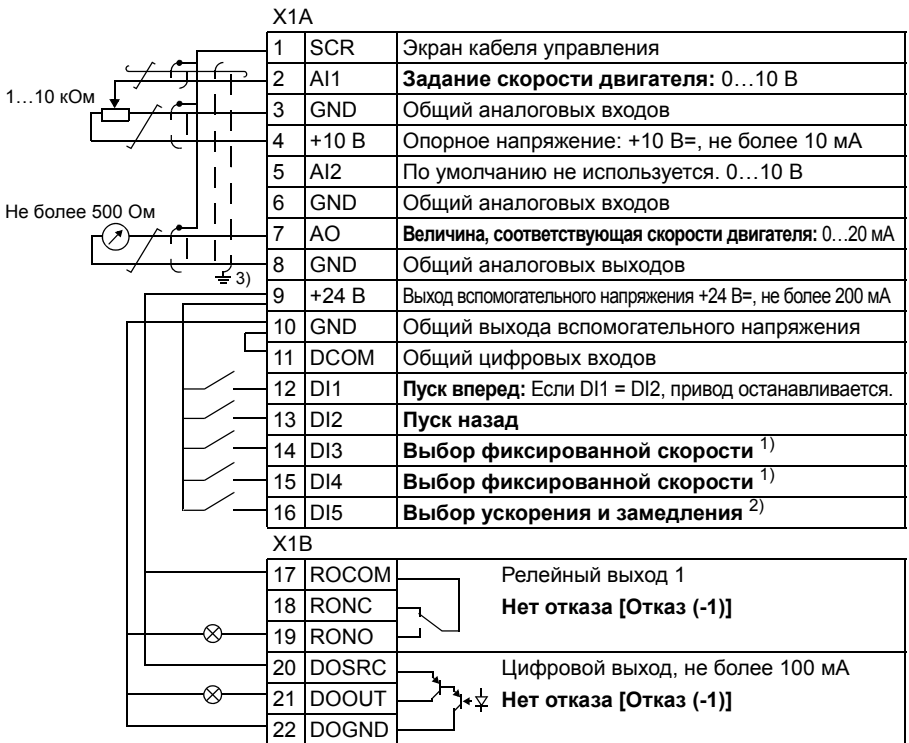 X1A
1 SCR Экран кабеля управления
2 AI1 Задание скорости двигателя: 0…10 В
1…10 кОм
3 GND Общий аналоговых входов
4 +10 В Опорное напряжение: +10 В=, не более 10 мА
5 AI2 По умолчанию не используется. 0…10 В
6 GND Общий аналоговых входов
Не более 500 Ом
7 AO Величина, соответствующая скорости двигателя: 0…20 мА
8 GND Общий аналоговых выходов
3)
9 +24 В Выход вспомогательного напряжения +24 В=, не более 200 мА
10 GND Общий выхода вспомогательного напряжения
11 DCOM Общий цифровых входов
12 DI1 Пуск вперед: Если DI1 = DI2, привод останавливается.
13 DI2 Пуск назад
14 DI3 Выбор фиксированной скорости 1)
15 DI4 Выбор фиксированной скорости 1)
16 DI5 Выбор ускорения и замедления 2)
X1B
17 ROCOM Релейный выход 1
18 RONC Нет отказа [Отказ (-1)]
19 RONO
20 DOSRC Цифровой выход, не более 100 мА
21 DOOUT Нет отказа [Отказ (-1)]
22 DOGND